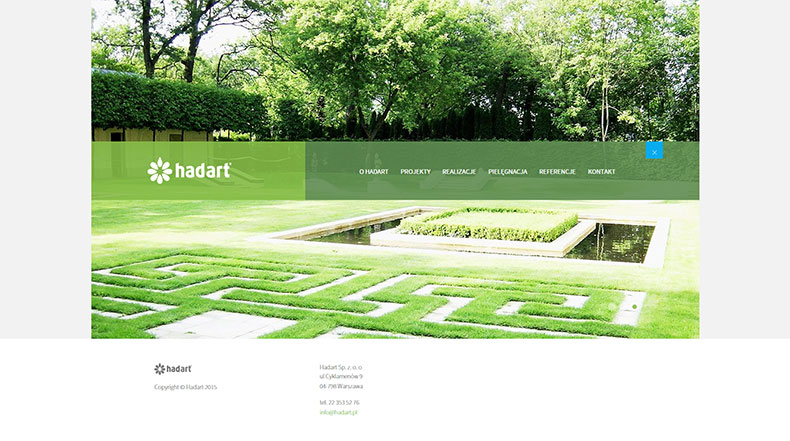 hadart
O HADART PROJEKTY REALIZACJE PIELĘGNACJA REFERENCJE KONTAKT
hadart
Copyright © Hadart 2015
Hadart Sp. z o. o
ul Cyklamenów 9
04-798 Warszawa
tel. 22 353 52 76
info@hadart.pl